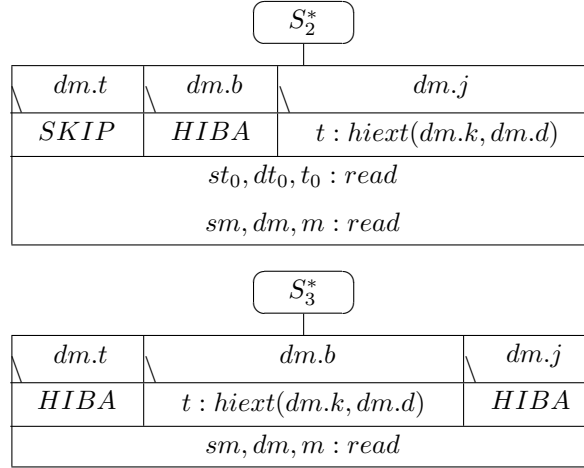 S_2^*
dm.t dm.b dm.j
SKIP HIBA t : hiext(dm.k, dm.d)
st_0, dt_0, t_0 : read
sm, dm, m : read
S_3^*
dm.t dm.b dm.j
HIBA t : hiext(dm.k, dm.d) HIBA
sm, dm, m : read